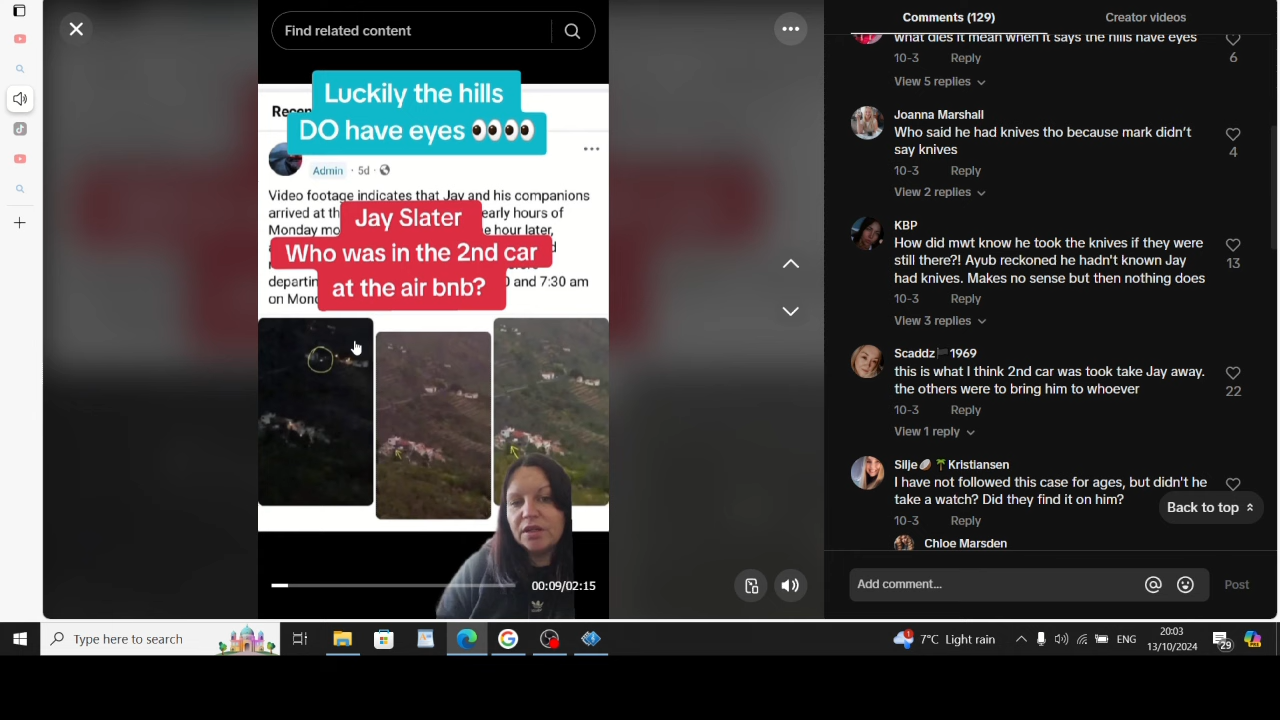 Find related content
Luckily the hills
DO have eyes 👀👀
Admin · 5d ·
Video footage indicates that Jay and his companions
arrived at th early hours of
Monday mo e hour later,
Jay Slater
Who was in the 2nd car
at the air bnb?
departin 0 and 7:30 am
on Mond
00:09/02:15
Comments (129)
Creator videos
what dies it mean when it says the hills have eyes
6
10-3 Reply
View 5 replies
Joanna Marshall
Who said he had knives tho because mark didn't
say knives
4
10-3 Reply
View 2 replies
KBP
How did mwt know he took the knives if they were
still there?! Ayub reckoned he hadn't known Jay
had knives. Makes no sense but then nothing does
13
10-3 Reply
View 3 replies
Scaddz🏴1969
this is what I think 2nd car was took take Jay away.
the others were to bring him to whoever
22
10-3 Reply
View 1 reply
Silje🥥🌴Kristiansen
I have not followed this case for ages, but didn't he
take a watch? Did they find it on him?
10-3 Reply
Back to top
Chloe Marsden
Add comment...
Post
Type here to search
7°C Light rain
ENG
20:03
13/10/2024
29